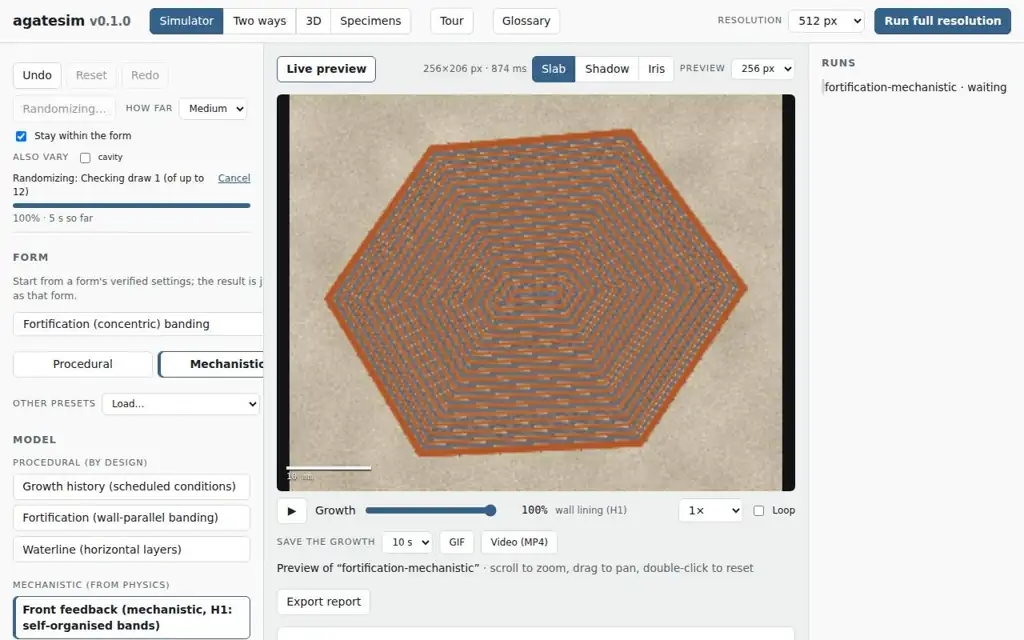 agatesim v0.1.0
Simulator
Two ways
3D
Specimens
Tour
Glossary
RESOLUTION
512 px
Run full resolution
Undo
Reset
Redo
Randomizing...
HOW FAR
Medium
Stay within the form
ALSO VARY
cavity
Randomizing: Checking draw 1 (of up to
12)
Cancel
100% · 5 s so far
FORM
Start from a form's verified settings; the result is
as that form.
Fortification (concentric) banding
Procedural
Mechanistic
OTHER PRESETS
Load...
MODEL
PROCEDURAL (BY DESIGN)
Growth history (scheduled conditions)
Fortification (wall-parallel banding)
Waterline (horizontal layers)
MECHANISTIC (FROM PHYSICS)
Front feedback (mechanistic, H1:
self-organised bands)
Live preview
256×206 px · 874 ms
Slab
Shadow
Iris
PREVIEW
256 px
Growth
100%
wall lining (H1)
1×
Loop
SAVE THE GROWTH
10 s
GIF
Video (MP4)
Preview of “fortification-mechanistic” · scroll to zoom, drag to pan, double-click to reset
Export report
RUNS
fortification-mechanistic · waiting